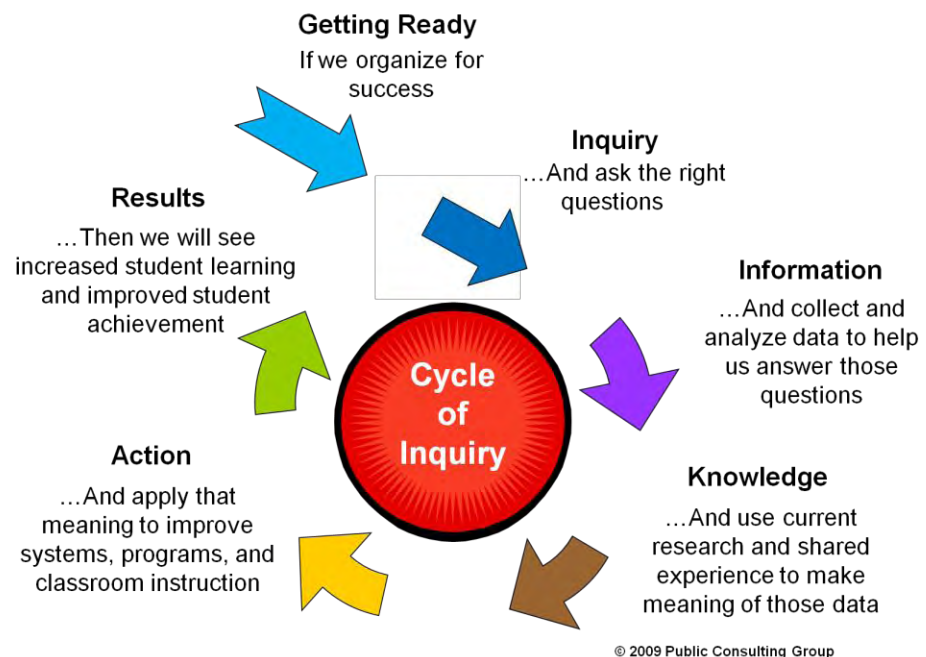 Getting Ready
If we organize for
success
Inquiry
…And ask the right
questions
Information
…And collect and
analyze data to help
us answer those
questions
Knowledge
…And use current
research and shared
experience to make
meaning of those data
Action
…And apply that
meaning to improve
systems, programs, and
classroom instruction
Results
…Then we will see
increased student learning
and improved student
achievement
Cycle
of
Inquiry
© 2009 Public Consulting Group